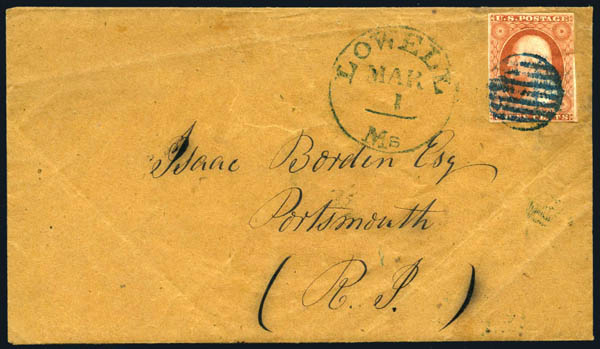 U.S. POSTAGE
LOWELL
MAR
1
Ms
Isaac Borden Esq
Portsmouth
(R. I.)